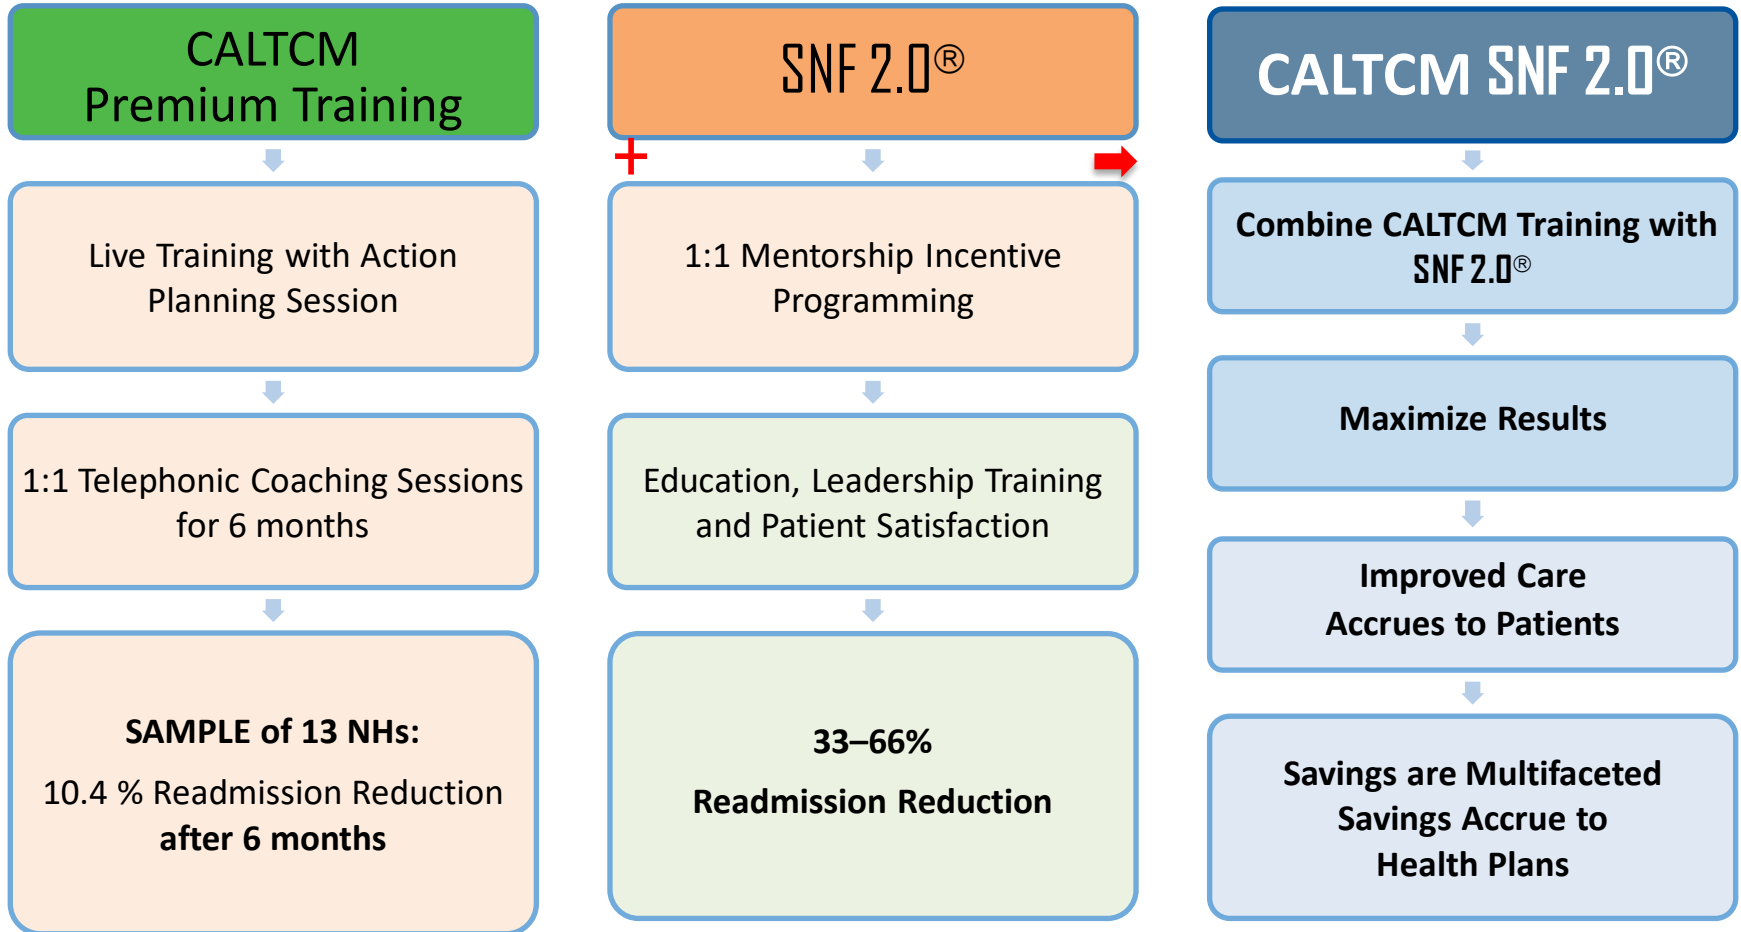 CALTCM
Premium Training
Live Training with Action
Planning Session
1:1 Telephonic Coaching Sessions
for 6 months
SAMPLE of 13 NHs:
10.4 % Readmission Reduction
after 6 months
SNF 2.0®
+
1:1 Mentorship Incentive
Programming
Education, Leadership Training
and Patient Satisfaction
33–66%
Readmission Reduction
CALTCM SNF 2.0®
Combine CALTCM Training with
SNF 2.0®
Maximize Results
Improved Care
Accrues to Patients
Savings are Multifaceted
Savings Accrue to
Health Plans